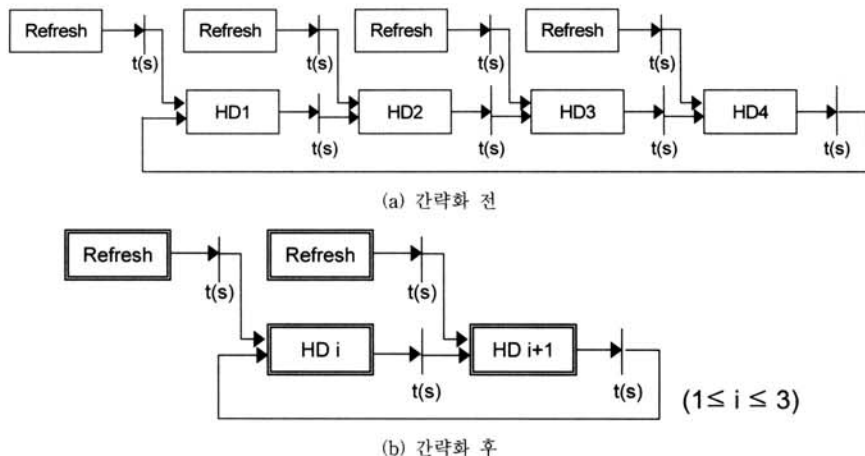 Refresh Refresh Refresh Refresh
t(s) t(s) t(s) t(s)
HD1 HD2 HD3 HD4
t(s) t(s) t(s) t(s)
(a) 간략화 전
Refresh Refresh
t(s) t(s)
HD i HD i+1
t(s) t(s)
(1≤ i ≤ 3)
(b) 간략화 후